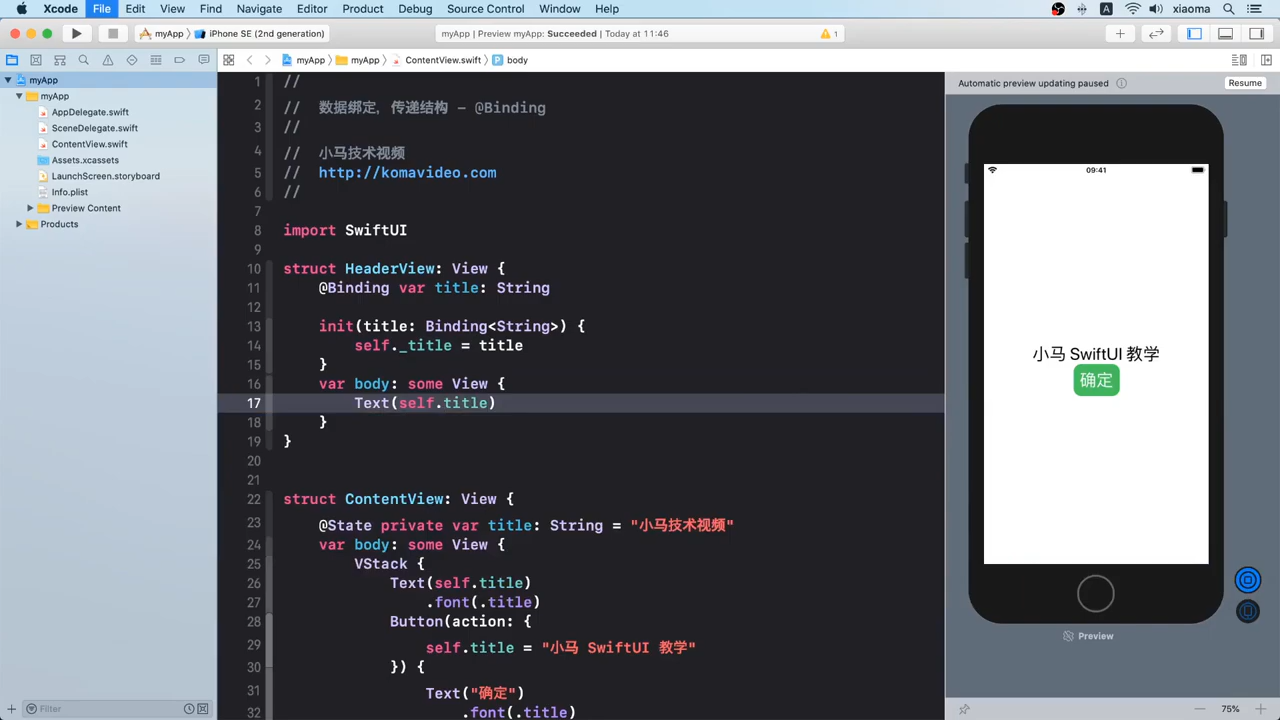 Xcode File Edit View Find Navigate Editor Product Debug Source Control Window Help A xiaoma
myApp iPhone SE (2nd generation) myApp | Preview myApp: Succeeded | Today at 11:46 1
myApp myApp ContentView.swift body
myApp
myApp
AppDelegate.swift
SceneDelegate.swift
ContentView.swift
Assets.xcassets
LaunchScreen.storyboard
Info.plist
Preview Content
Products
Filter
1 //
2 // 数据绑定，传递结构 – @Binding
3 //
4 // 小马技术视频
5 // http://komavideo.com
6 //
7
8 import SwiftUI
9
10 struct HeaderView: View {
11 @Binding var title: String
12
13 init(title: Binding<String>) {
14 self._title = title
15 }
16 var body: some View {
17 Text(self.title)
18 }
19 }
20
21
22 struct ContentView: View {
23 @State private var title: String = "小马技术视频"
24 var body: some View {
25 VStack {
26 Text(self.title)
27 .font(.title)
28 Button(action: {
29 self.title = "小马 SwiftUI 教学"
30 }) {
31 Text("确定")
32 .font(.title)
Automatic preview updating paused Resume
09:41
小马 SwiftUI 教学
确定
Preview
75%